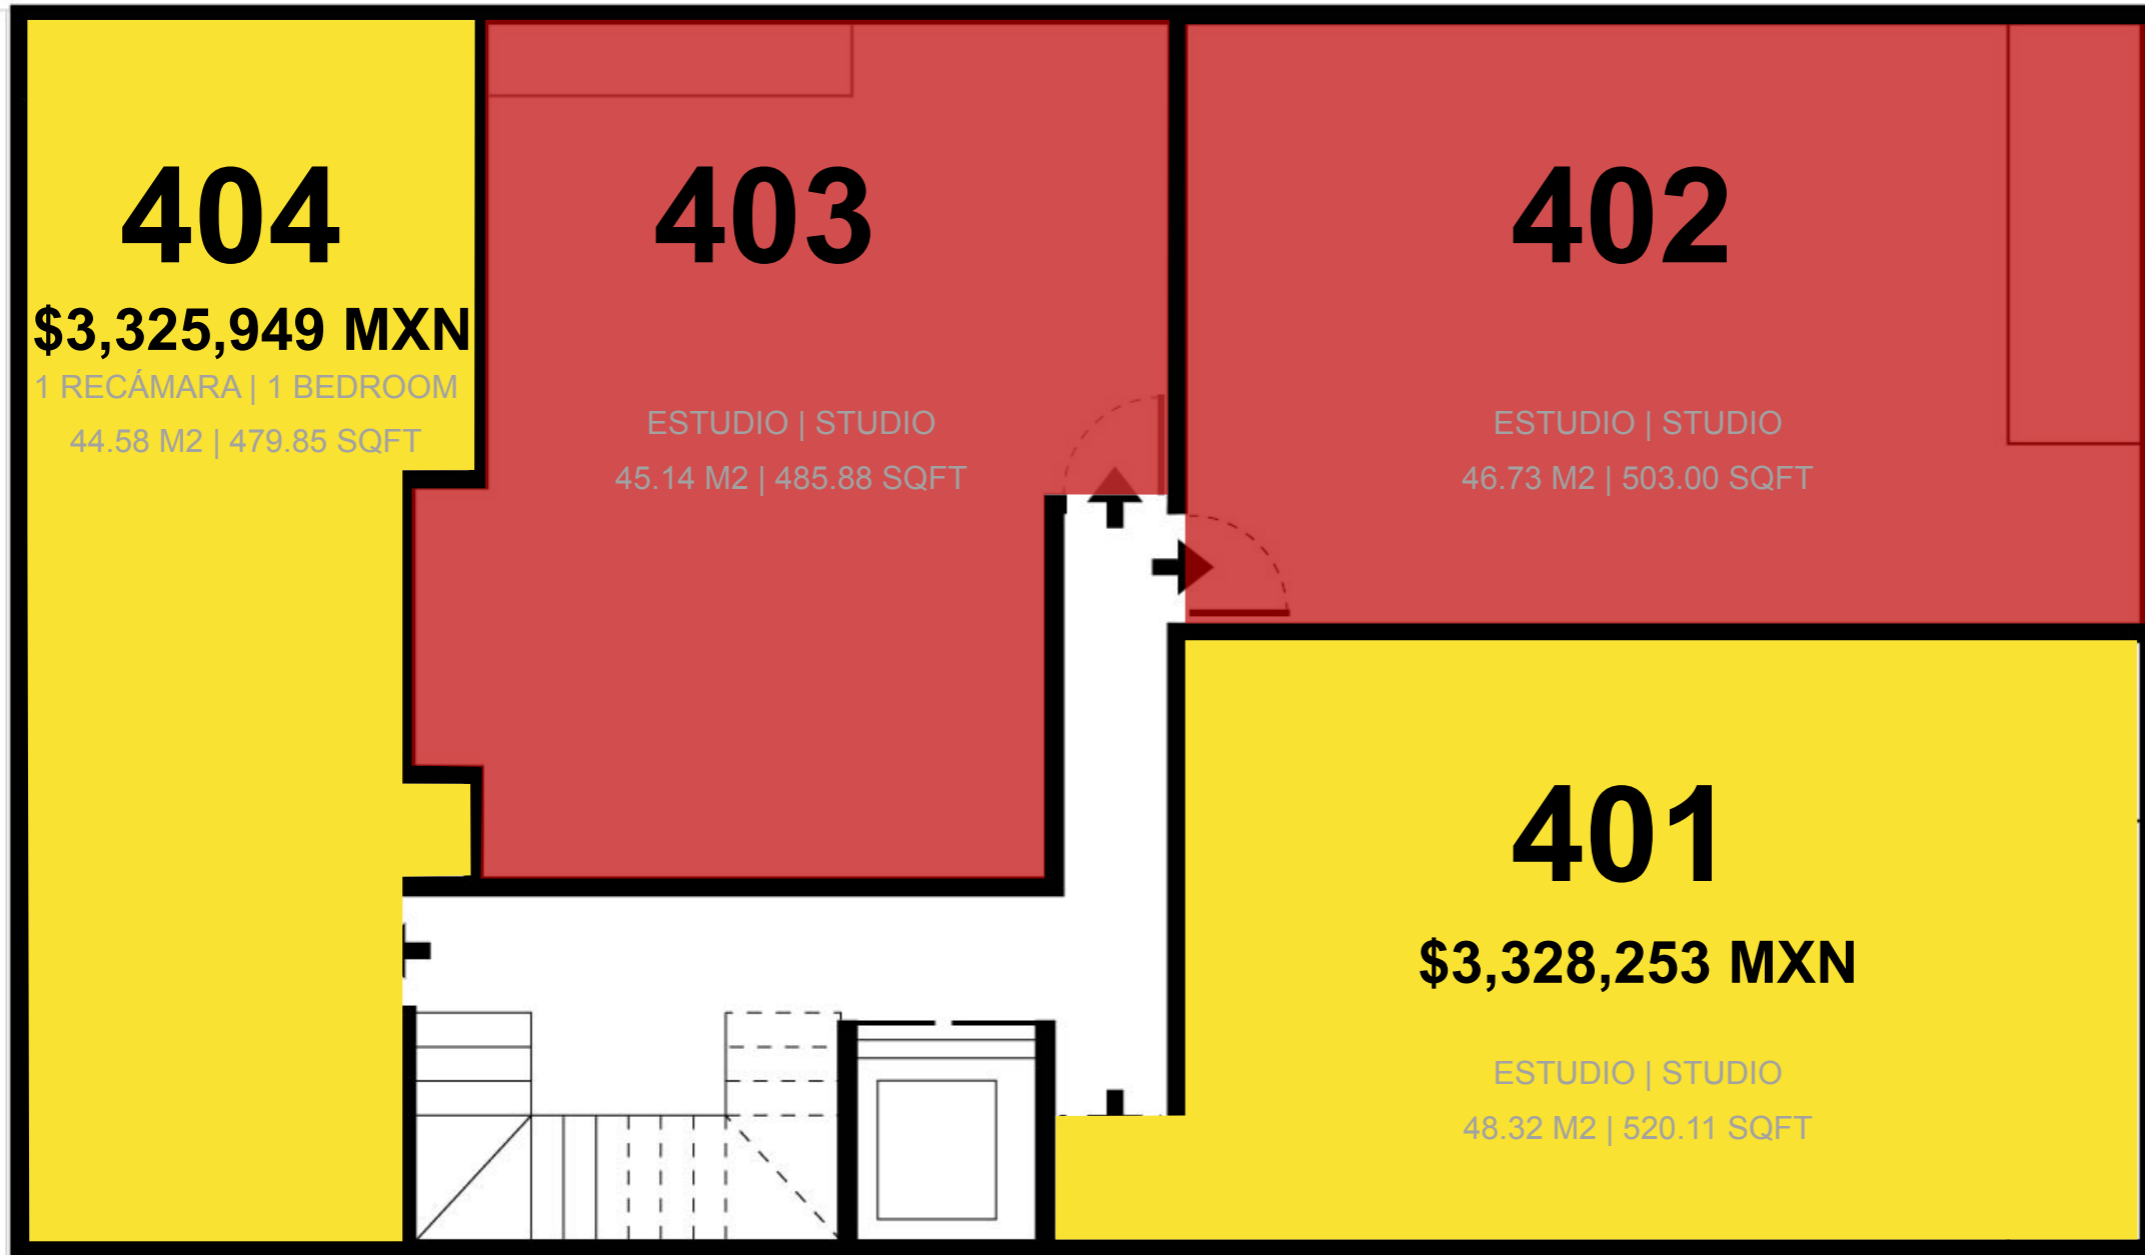 404
$3,325,949 MXN
1 RECÁMARA | 1 BEDROOM
44.58 M2 | 479.85 SQFT
403
ESTUDIO | STUDIO
45.14 M2 | 485.88 SQFT
402
ESTUDIO | STUDIO
46.73 M2 | 503.00 SQFT
401
$3,328,253 MXN
ESTUDIO | STUDIO
48.32 M2 | 520.11 SQFT